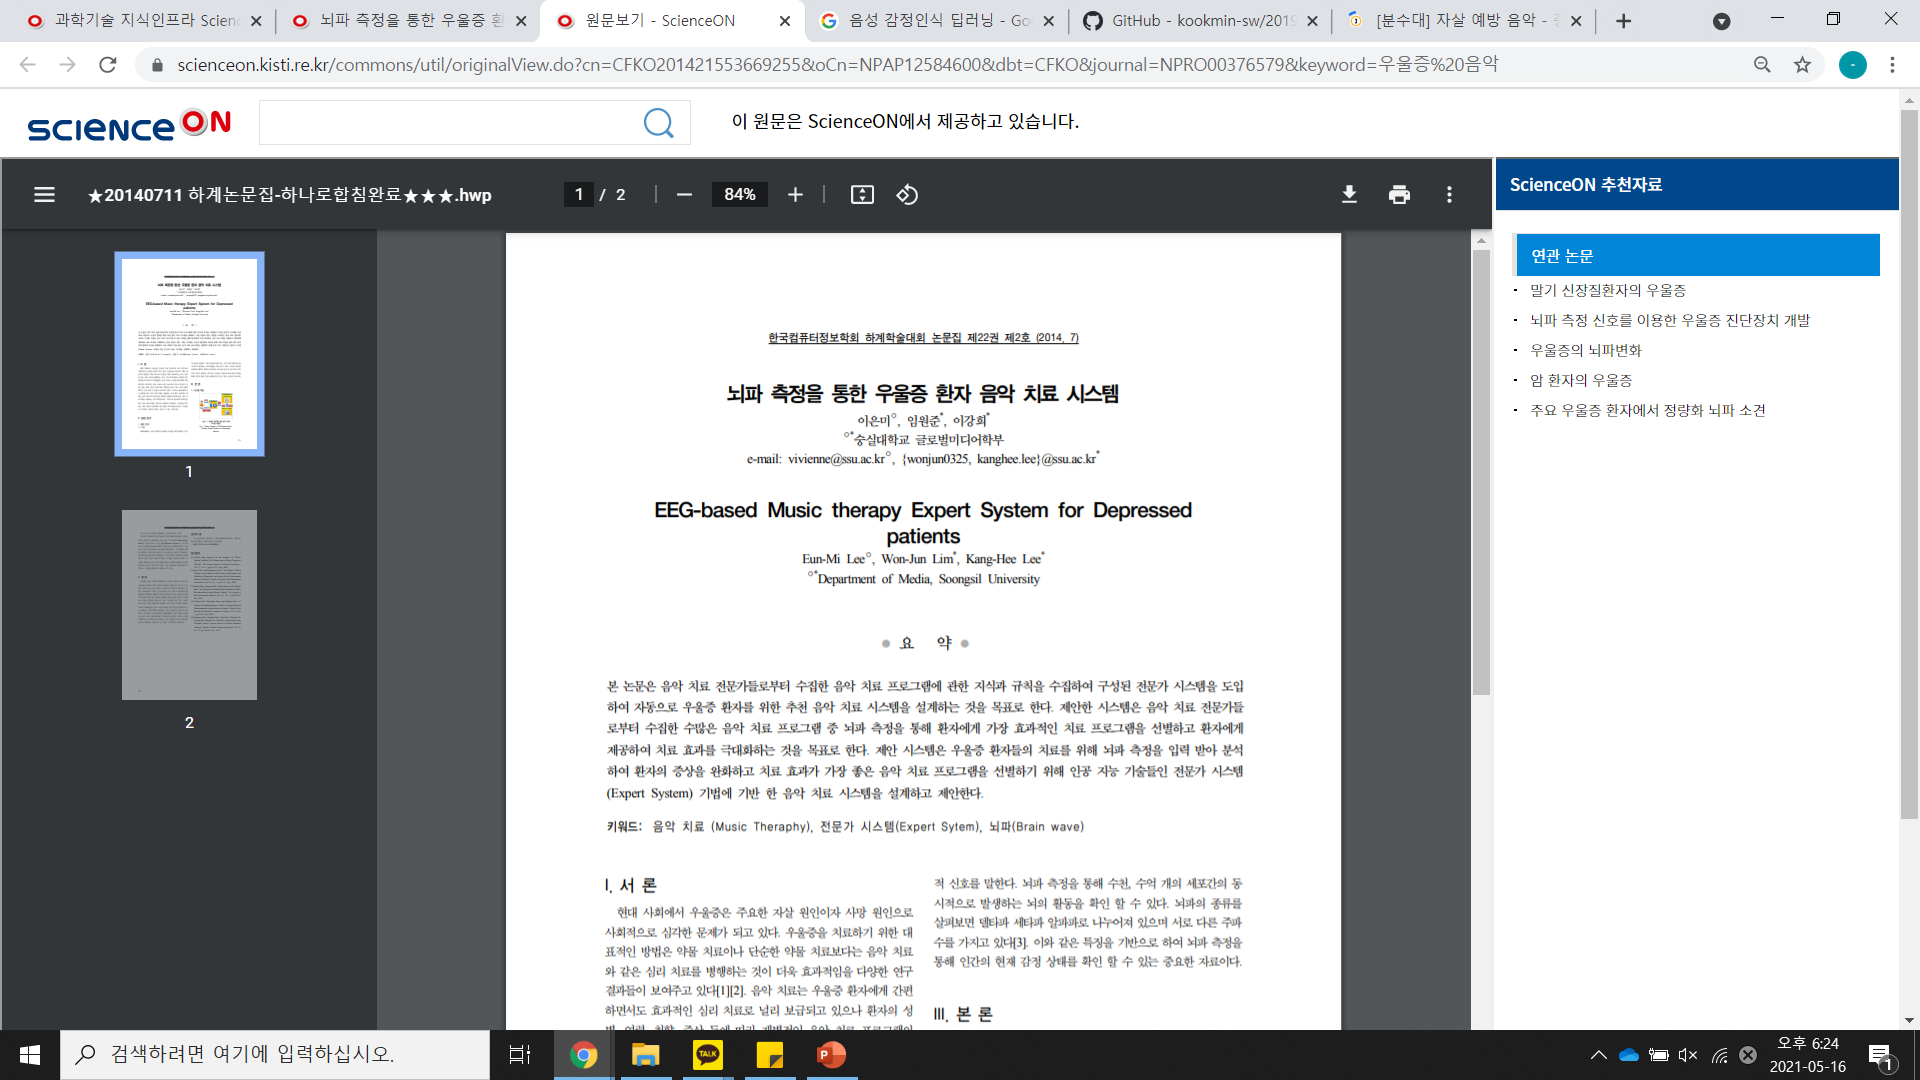 과학기술 지식인프라 Scien
뇌파 측정을 통한 우울증 환
원문보기 - ScienceON
음성 감정인식 딥러닝 - Go
GitHub - kookmin-sw/2019
[분수대] 자살 예방 음악 -
scienceon.kisti.re.kr/commons/util/originalView.do?cn=CFKO201421553669255&oCn=NPAP12584600&dbt=CFKO&journal=NPRO00376579&keyword=우울증%20음악
SCIENCE ON
이 원문은 ScienceON에서 제공하고 있습니다.
★20140711 하계논문집-하나로합침완료★★★.hwp
1 / 2
84%
1
2
한국컴퓨터정보학회 하계학술대회 논문집 제22권 제2호 (2014. 7)
뇌파 측정을 통한 우울증 환자 음악 치료 시스템
이은미○, 임원준*, 이강희*
○*숭실대학교 글로벌미디어학부
e-mail: vivienne@ssu.ac.kr○, {wonjun0325, kanghee.lee}@ssu.ac.kr*
EEG-based Music therapy Expert System for Depressed
patients
Eun-Mi Lee○, Won-Jun Lim*, Kang-Hee Lee*
○*Department of Media, Soongsil University
● 요 약 ●
본 논문은 음악 치료 전문가들로부터 수집한 음악 치료 프로그램에 관한 지식과 규칙을 수집하여 구성된 전문가 시스템을 도입
하여 자동으로 우울증 환자를 위한 추천 음악 치료 시스템을 설계하는 것을 목표로 한다. 제안한 시스템은 음악 치료 전문가들
로부터 수집한 수많은 음악 치료 프로그램 중 뇌파 측정을 통해 환자에게 가장 효과적인 치료 프로그램을 선별하고 환자에게
제공하여 치료 효과를 극대화하는 것을 목표로 한다. 제안 시스템은 우울증 환자들의 치료를 위해 뇌파 측정을 입력 받아 분석
하여 환자의 증상을 완화하고 치료 효과가 가장 좋은 음악 치료 프로그램을 선별하기 위해 인공 지능 기술들인 전문가 시스템
(Expert System) 기법에 기반 한 음악 치료 시스템을 설계하고 제안한다.
키워드: 음악 치료 (Music Theraphy), 전문가 시스템(Expert Sytem), 뇌파(Brain wave)
I. 서 론
현대 사회에서 우울증은 주요한 자살 원인이자 사망 원인으로
사회적으로 심각한 문제가 되고 있다. 우울증을 치료하기 위한 대
표적인 방법은 약물 치료이나 단순한 약물 치료보다는 음악 치료
와 같은 심리 치료를 병행하는 것이 더욱 효과적임을 다양한 연구
결과들이 보여주고 있다[1][2]. 음악 치료는 우울증 환자에게 간편
하면서도 효과적인 심리 치료로 널리 보급되고 있으나 환자의 성
적 신호를 말한다. 뇌파 측정을 통해 수천, 수억 개의 세포간의 동
시적으로 발생하는 뇌의 활동을 확인 할 수 있다. 뇌파의 종류를
살펴보면 델타파 세타파 알파파로 나누어져 있으며 서로 다른 주파
수를 가지고 있다[3]. 이와 같은 특징을 기반으로 하여 뇌파 측정을
통해 인간의 현재 감정 상태를 확인 할 수 있는 중요한 자료이다.
III. 본 론
ScienceON 추천자료
연관 논문
말기 신장질환자의 우울증
뇌파 측정 신호를 이용한 우울증 진단장치 개발
우울증의 뇌파변화
암 환자의 우울증
주요 우울증 환자에서 정량화 뇌파 소견
검색하려면 여기에 입력하십시오.
TALK
오후 6:24
2021-05-16
1